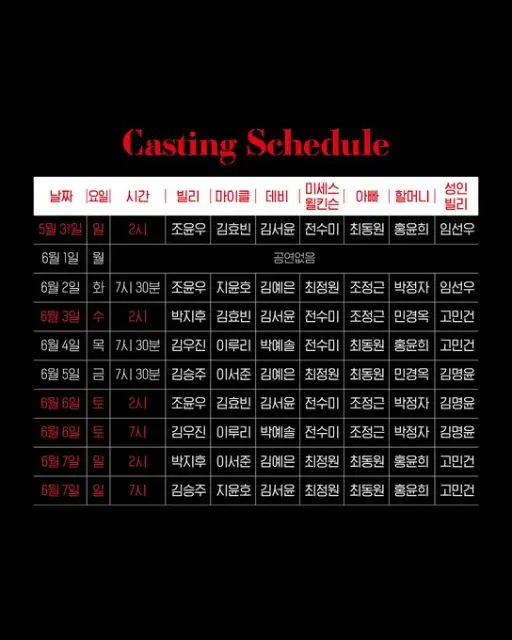 Casting Schedule
날짜 요일 시간 빌리 마이클 데비 미세스 윌킨슨 아빠 할머니 성인 빌리
5월 31일 일 2시 조윤우 김효빈 김서윤 전수미 최동원 홍윤희 임선우
6월 1일 월 공연없음
6월 2일 화 7시 30분 조윤우 지윤호 김예은 최정원 조정근 박정자 임선우
6월 3일 수 2시 박지후 김효빈 김서윤 전수미 조정근 민경옥 고민건
6월 4일 목 7시 30분 김우진 이루리 박예솔 전수미 최동원 홍윤희 고민건
6월 5일 금 7시 30분 김승주 이서준 김예은 최정원 최동원 민경옥 김명윤
6월 6일 토 2시 조윤우 김효빈 김서윤 전수미 조정근 박정자 김명윤
6월 6일 토 7시 김우진 이루리 박예솔 전수미 조정근 박정자 김명윤
6월 7일 일 2시 박지후 이서준 김예은 최정원 최동원 홍윤희 고민건
6월 7일 일 7시 김승주 지윤호 김서윤 최정원 최동원 홍윤희 고민건